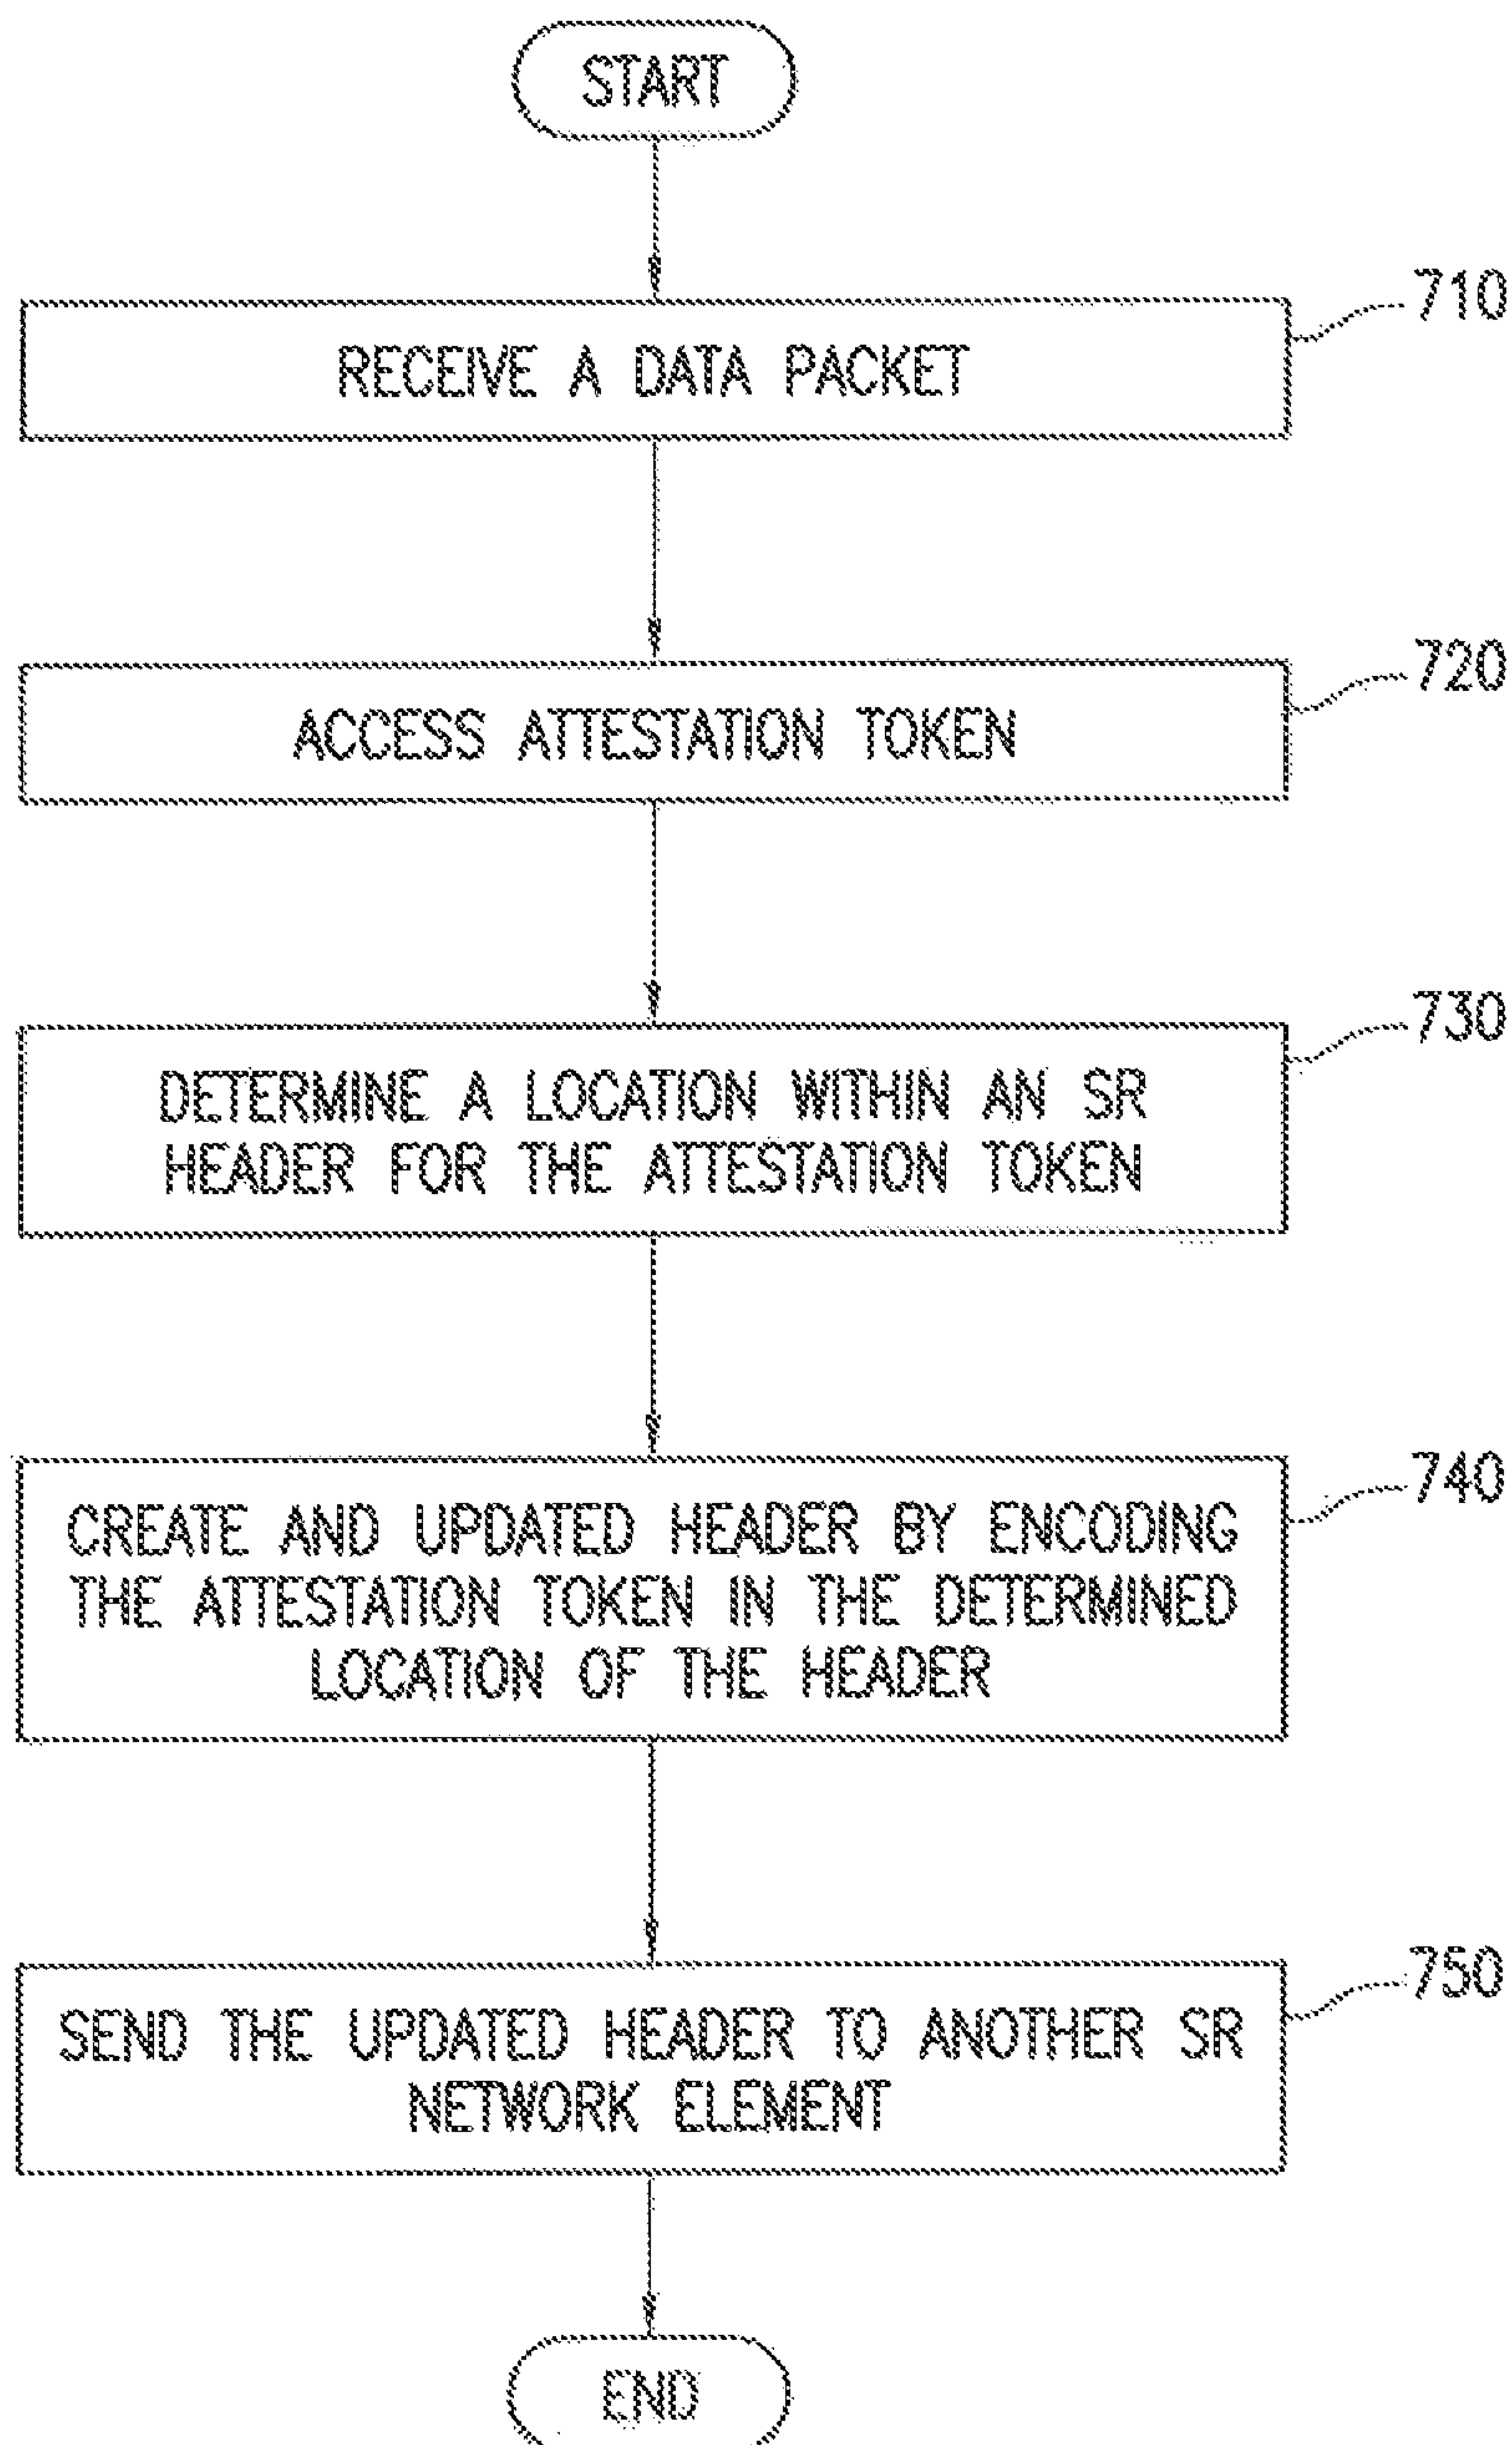 START
710
RECEIVE A DATA PACKET
720
ACCESS ATTESTATION TOKEN
730
DETERMINE A LOCATION WITHIN AN SR
HEADER FOR THE ATTESTATION TOKEN
740
CREATE AND UPDATED HEADER BY ENCODING
THE ATTESTATION TOKEN IN THE DETERMINED
LOCATION OF THE HEADER
750
SEND THE UPDATED HEADER TO ANOTHER SR
NETWORK ELEMENT
END